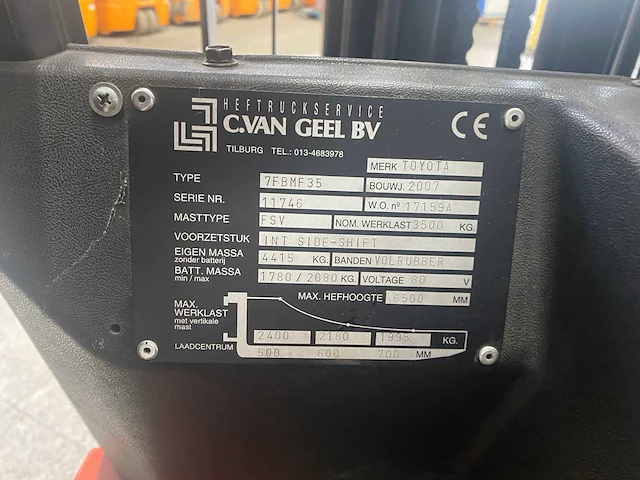 HEFTRUCKSERVICE
C.VAN GEEL BV
CE
TILBURG TEL.: 013-4683978
MERK TOYOTA
TYPE 7FBMF35 BOUWJ. 2007
SERIE NR. 11746 W.O. nº 17159A
MASTTYPE FSV NOM. WERKLAST 3500 KG.
VOORZETSTUK INT SIDE-SHIFT
EIGEN MASSA 4415 KG. BANDEN VOLRUBBER
zonder batterij
BATT. MASSA 1780/2080 KG. VOLTAGE 80 V
min / max
MAX. HEFHOOGTE 6500 MM
MAX.
WERKLAST
met vertikale
mast
2400 2180 1995 KG.
LAADCENTRUM 500 600 700 MM